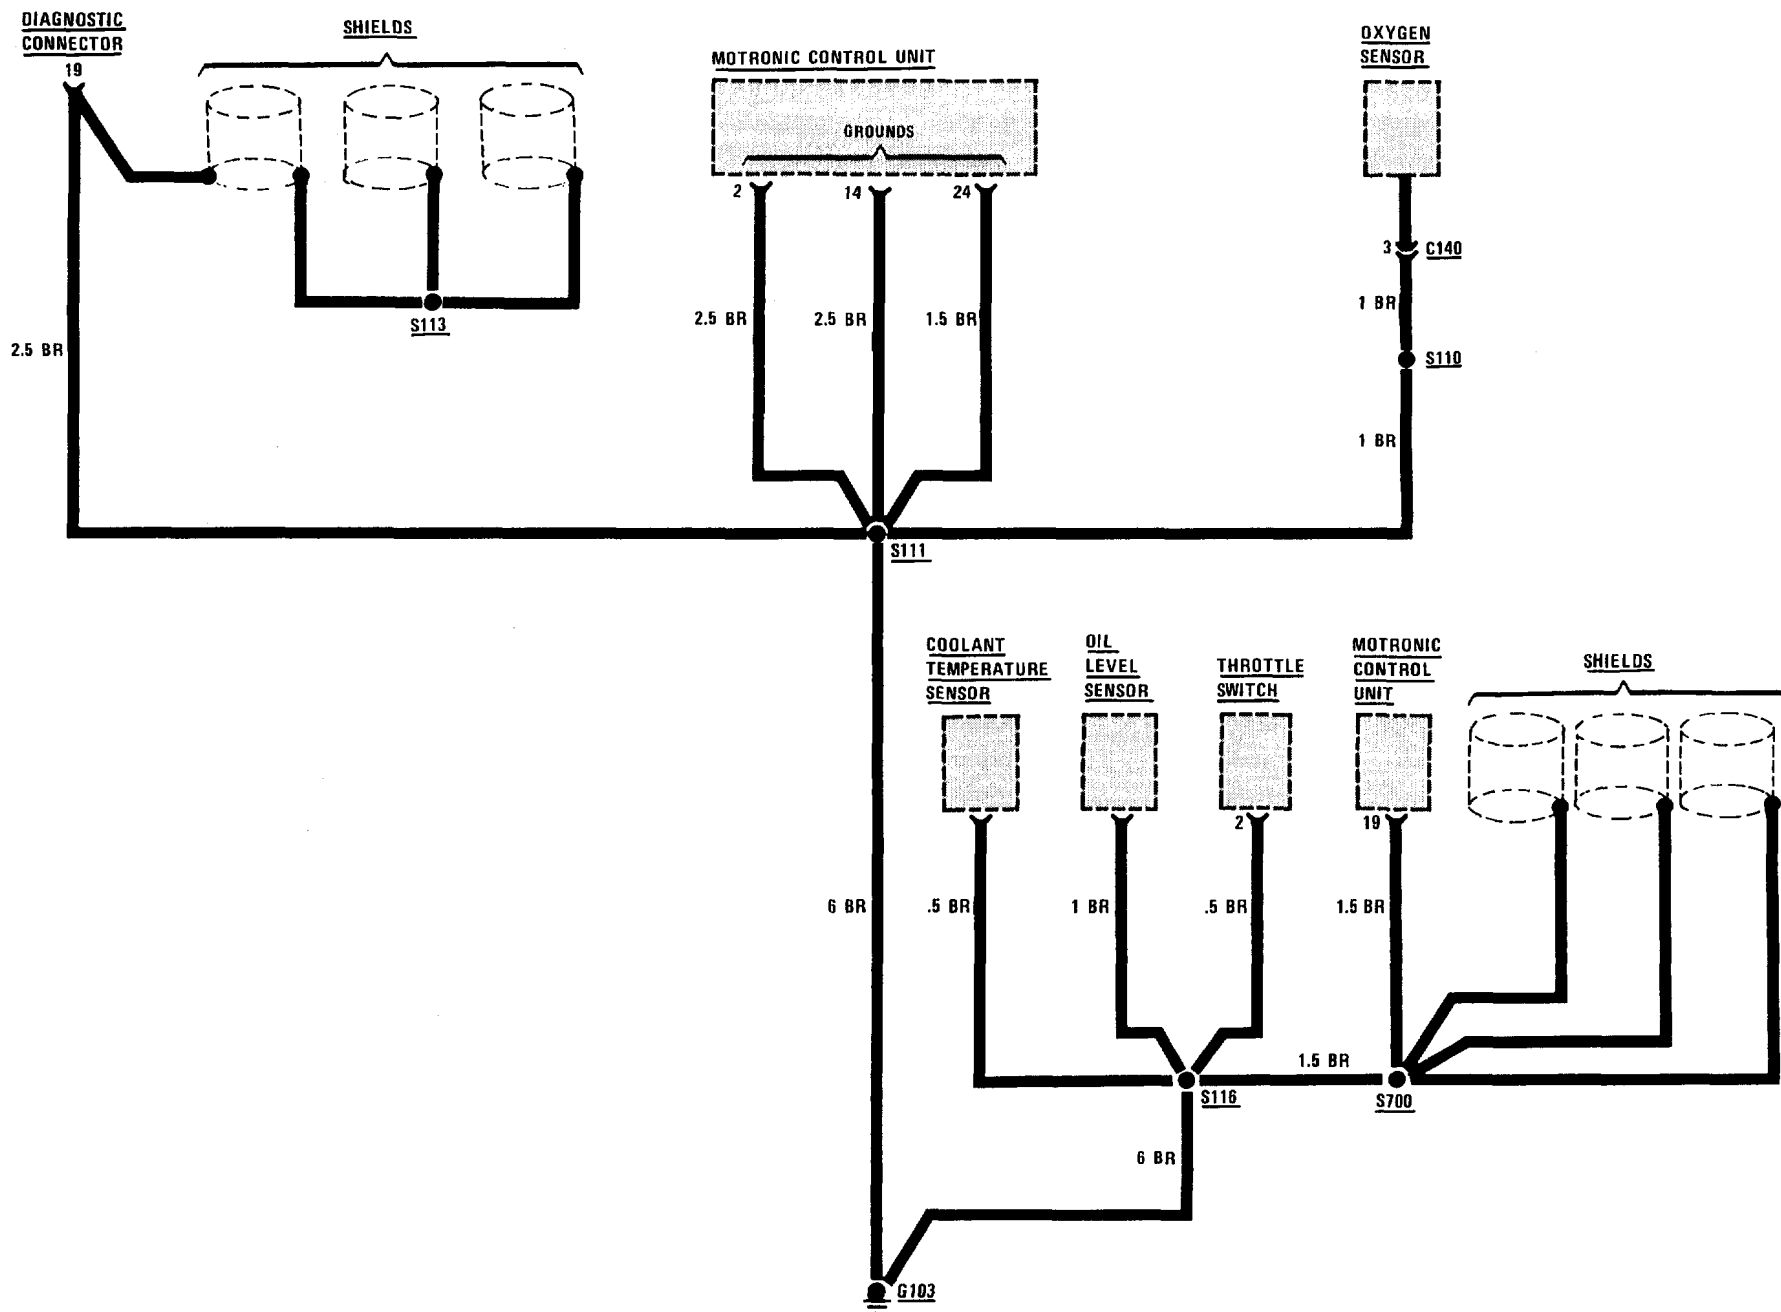 DIAGNOSTIC
CONNECTOR
19
SHIELDS
MOTRONIC CONTROL UNIT
GROUNDS
2
14
24
OXYGEN
SENSOR
3
C140
1 BR
S110
1 BR
2.5 BR
2.5 BR
1.5 BR
S113
2.5 BR
S111
COOLANT
TEMPERATURE
SENSOR
OIL
LEVEL
SENSOR
THROTTLE
SWITCH
2
MOTRONIC
CONTROL
UNIT
19
SHIELDS
6 BR
.5 BR
1 BR
.5 BR
1.5 BR
1.5 BR
S116
S700
6 BR
G103